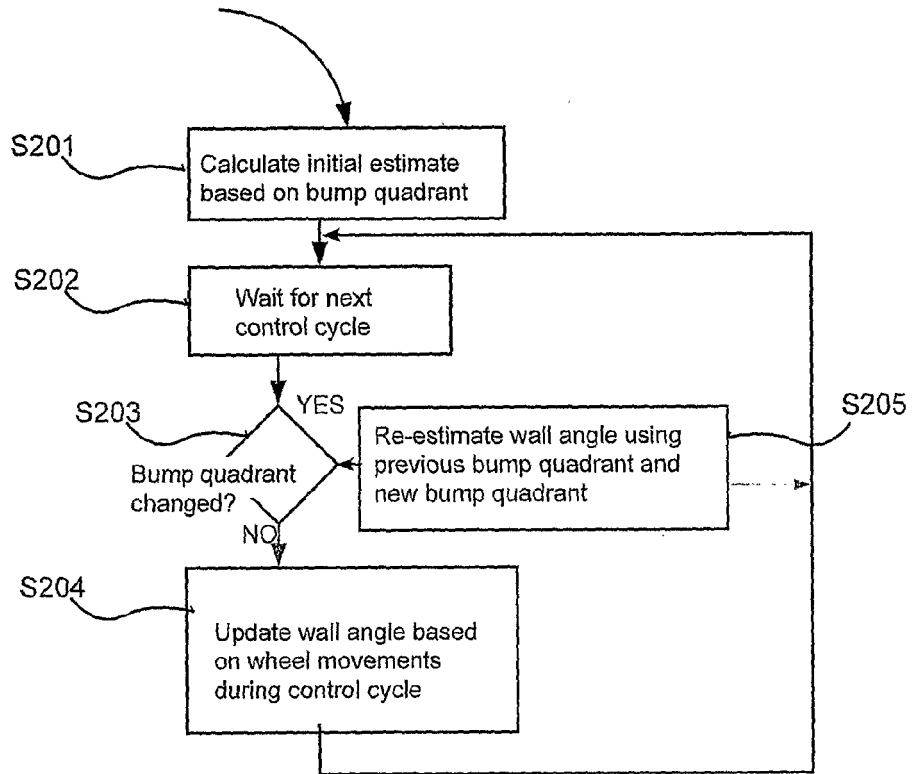 S201
Calculate initial estimate
based on bump quadrant
S202
Wait for next
control cycle
S203
YES
Bump quadrant
changed?
NO
S205
Re-estimate wall angle using
previous bump quadrant and
new bump quadrant
S204
Update wall angle based
on wheel movements
during control cycle